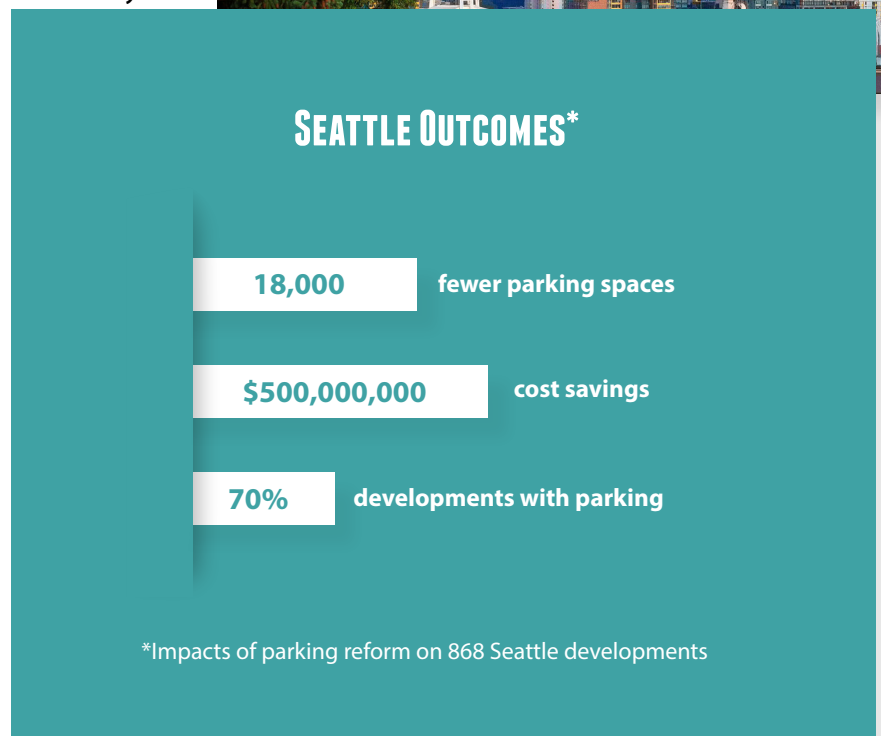 SEATTLE OUTCOMES*
18,000 fewer parking spaces
$500,000,000 cost savings
70% developments with parking
*Impacts of parking reform on 868 Seattle developments